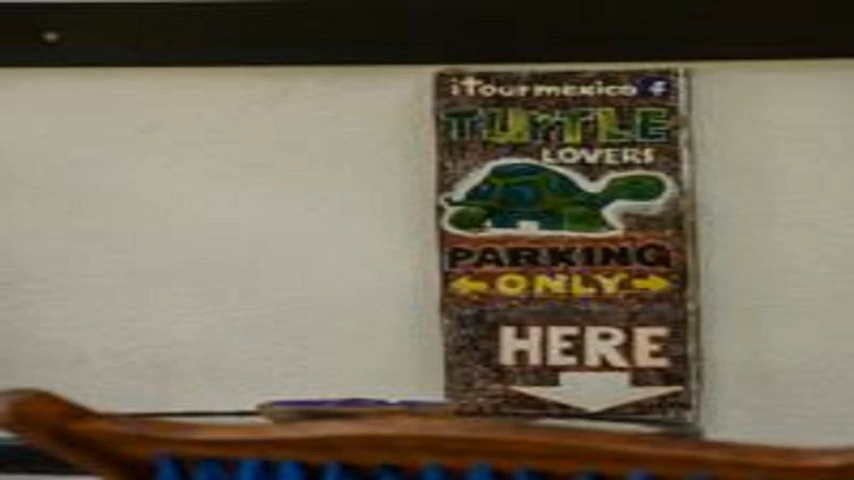 iTourmexico f
TURTLE
LOVERS
PARKING
ONLY
HERE